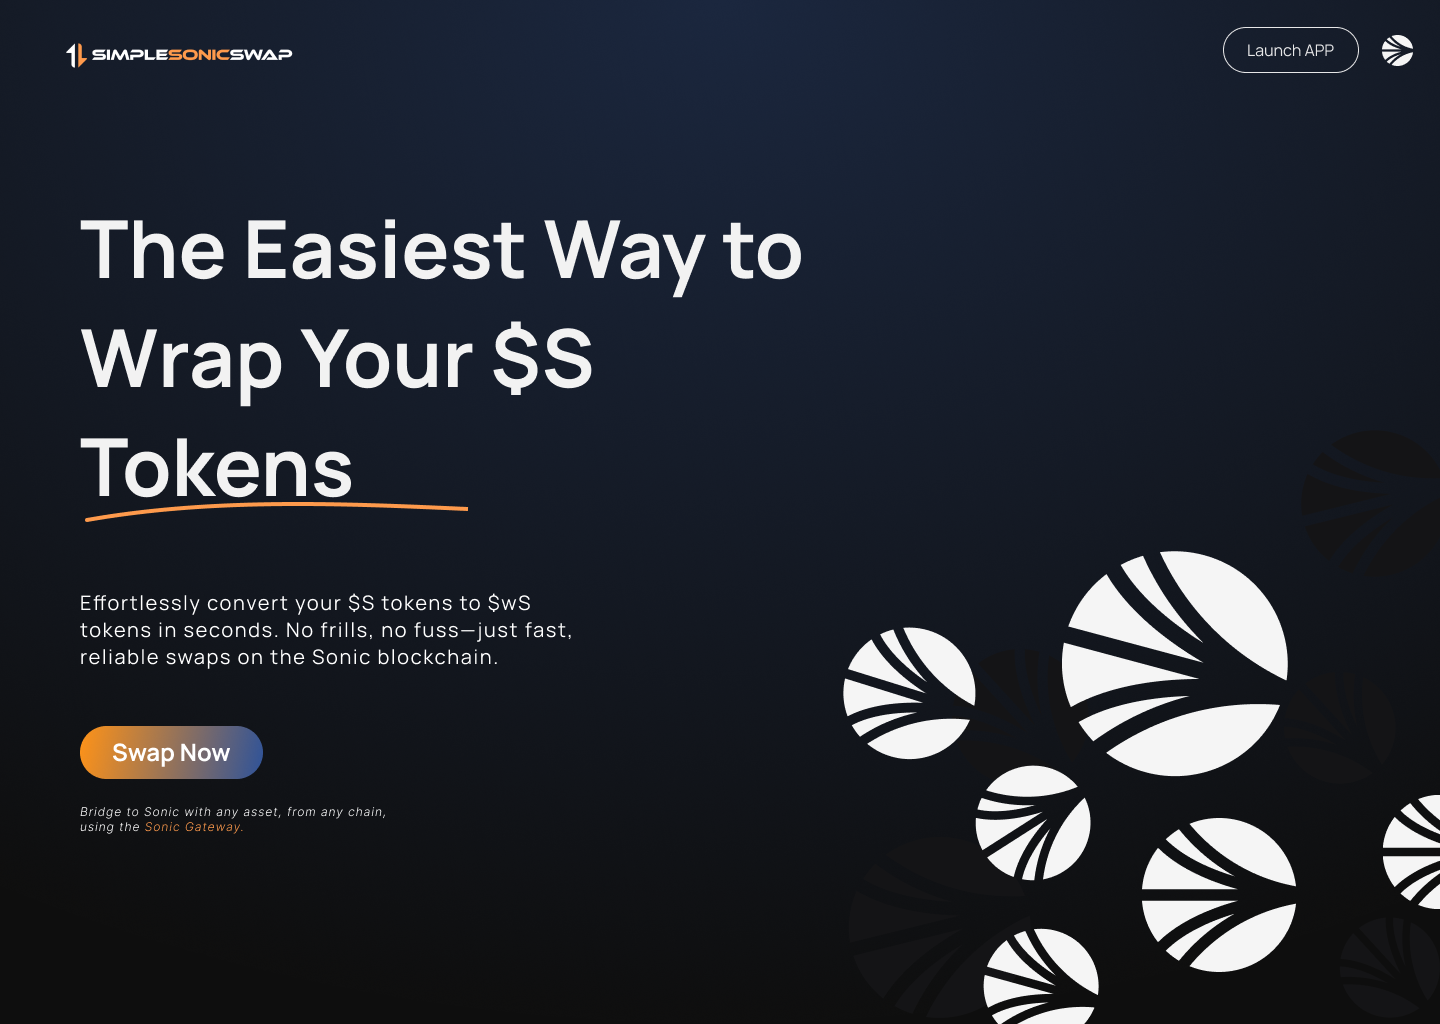 SIMPLESONICSWAP
Launch APP
The Easiest Way to
Wrap Your $S
Tokens
Effortlessly convert your $S tokens to $wS
tokens in seconds. No frills, no fuss—just fast,
reliable swaps on the Sonic blockchain.
Swap Now
Bridge to Sonic with any asset, from any chain,
using the Sonic Gateway.